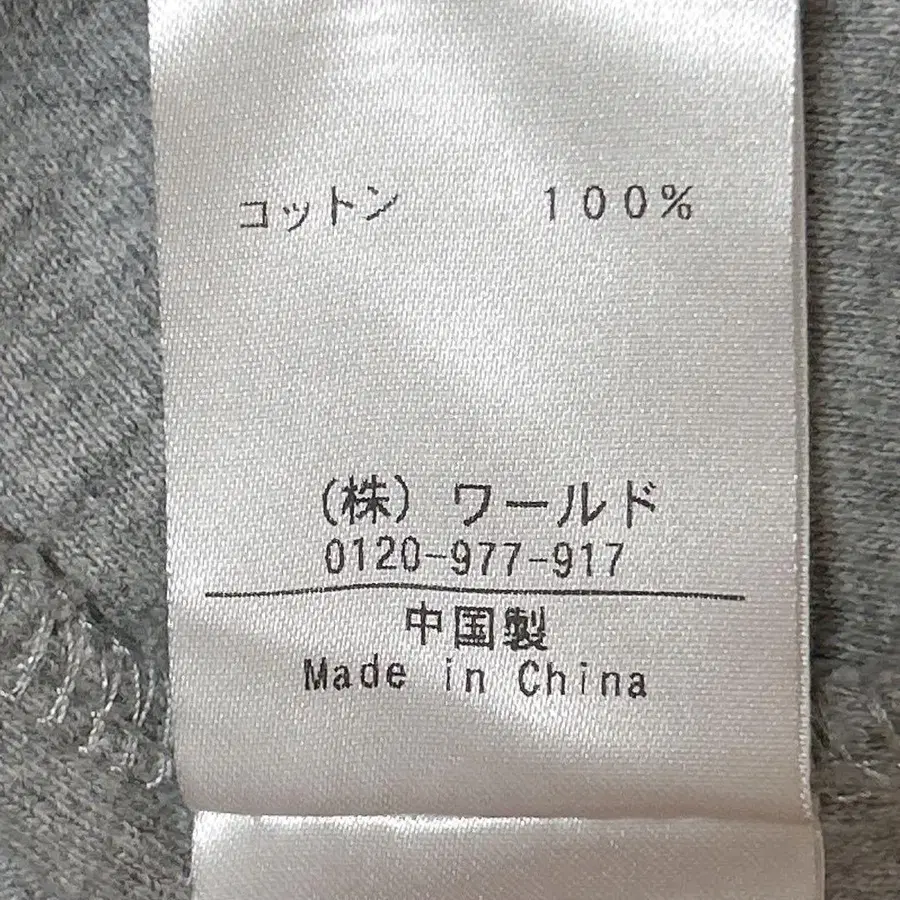 コットン 100%
(株) ワールド
0120-977-917
中国製
Made in China